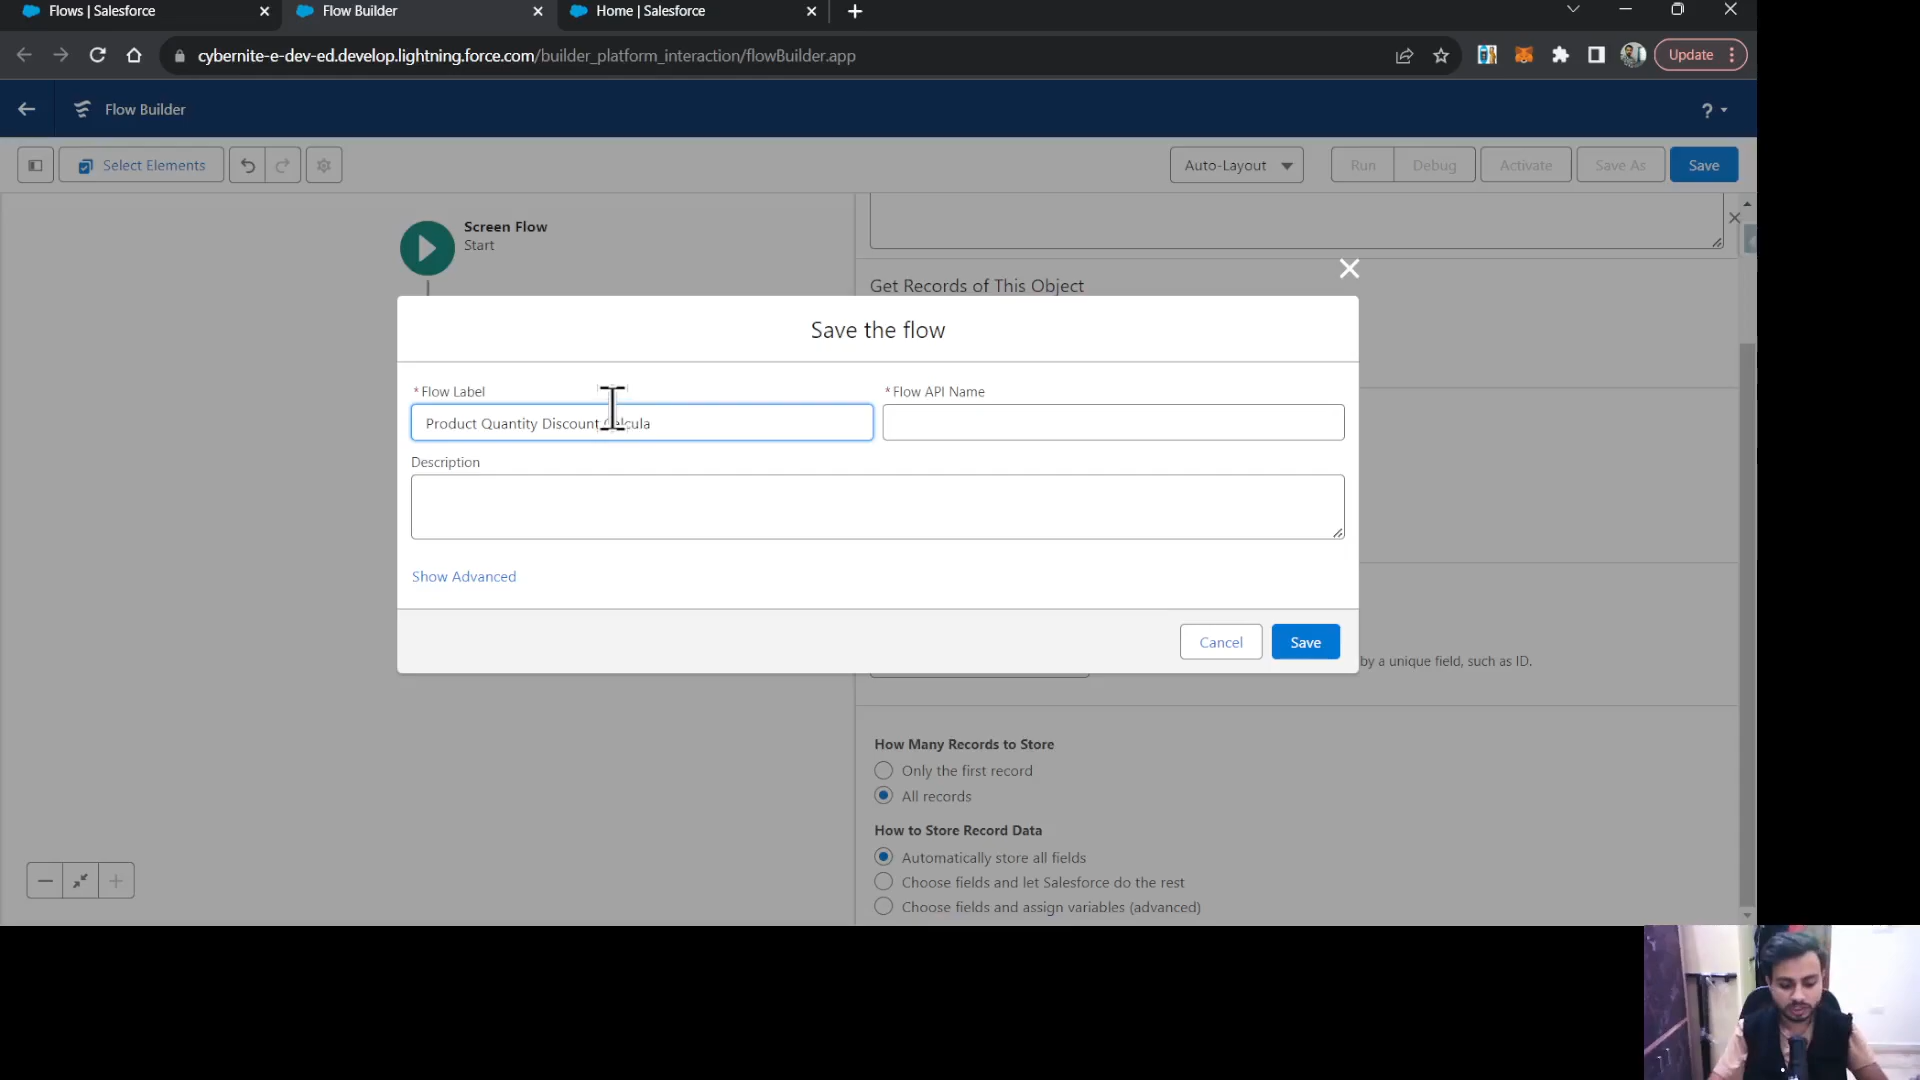 Flows | Salesforce
Flow Builder
Home | Salesforce
cybernite-e-dev-ed.develop.lightning.force.com/builder_platform_interaction/flowBuilder.app
Update
Flow Builder
?
Select Elements
Auto-Layout
Run
Debug
Activate
Save As
Save
Screen Flow
Start
Get Records of This Object
Save the flow
* Flow Label
* Flow API Name
Product Quantity Discount Calcula
Description
Show Advanced
Cancel
Save
by a unique field, such as ID.
How Many Records to Store
Only the first record
All records
How to Store Record Data
Automatically store all fields
Choose fields and let Salesforce do the rest
Choose fields and assign variables (advanced)